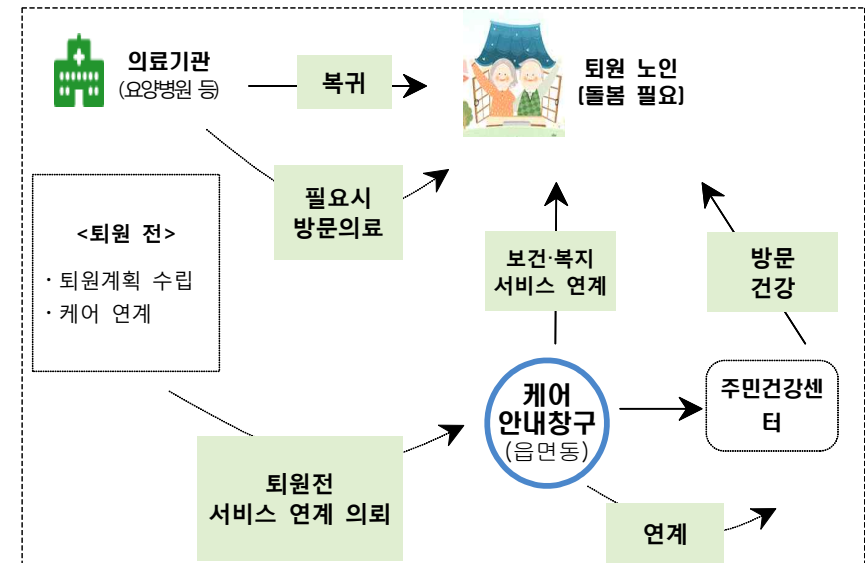 의료기관
(요양병원 등)
복귀
퇴원 노인
(돌봄 필요)
필요시
방문의료
<퇴원 전>
· 퇴원계획 수립
· 케어 연계
보건·복지
서비스 연계
방문
건강
케어
안내창구
(읍면동)
주민건강센
터
퇴원전
서비스 연계 의뢰
연계